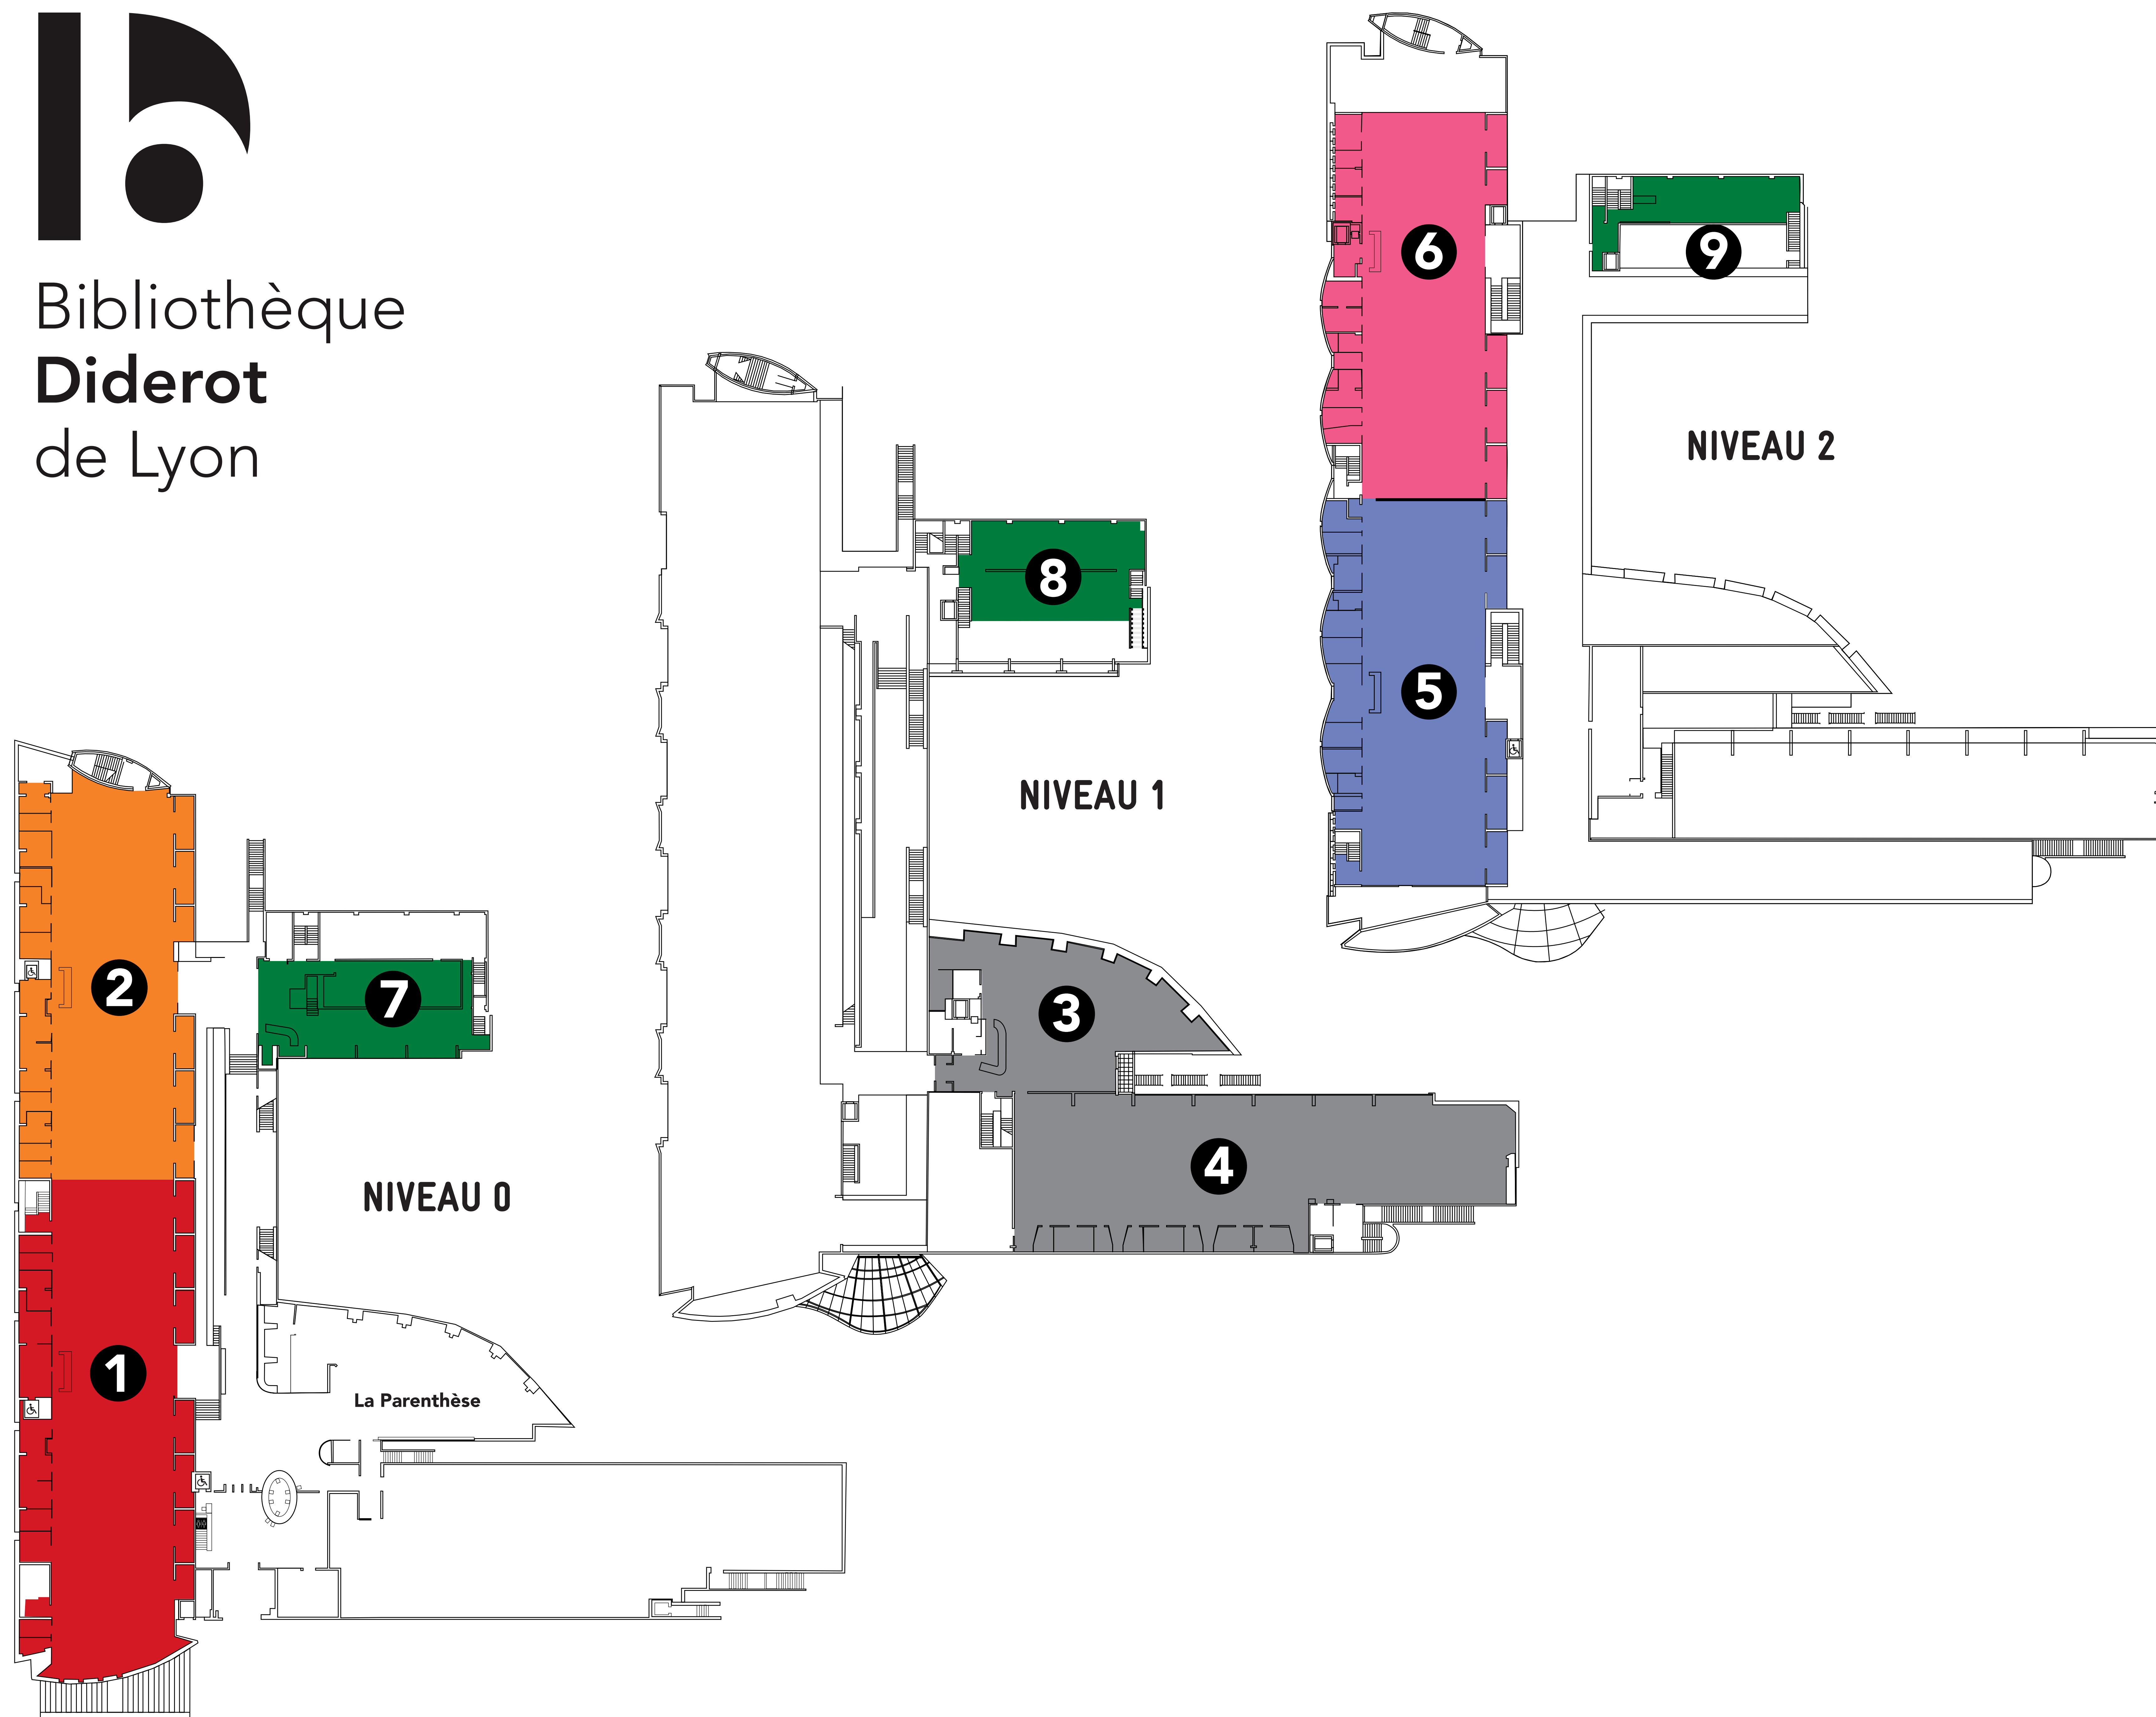 Bibliothèque
Diderot
de Lyon
6
9
NIVEAU 2
5
8
NIVEAU 1
3
4
2
7
NIVEAU 0
1
La Parenthèse